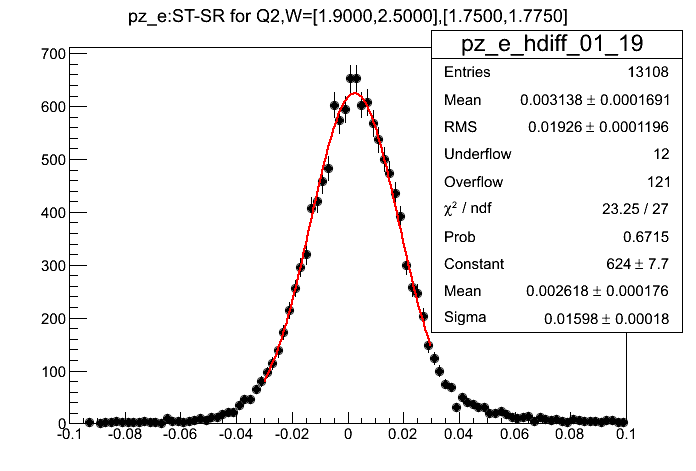 pz_e:ST-SR for Q2,W=[1.9000,2.5000],[1.7500,1.7750]
pz_e_hdiff_01_19
Entries 13108
Mean 0.003138 ± 0.0001691
RMS 0.01926 ± 0.0001196
Underflow 12
Overflow 121
χ² / ndf 23.25 / 27
Prob 0.6715
Constant 624 ± 7.7
Mean 0.002618 ± 0.000176
Sigma 0.01598 ± 0.00018
700
600
500
400
300
200
100
0
-0.1 -0.08 -0.06 -0.04 -0.02 0 0.02 0.04 0.06 0.08 0.1